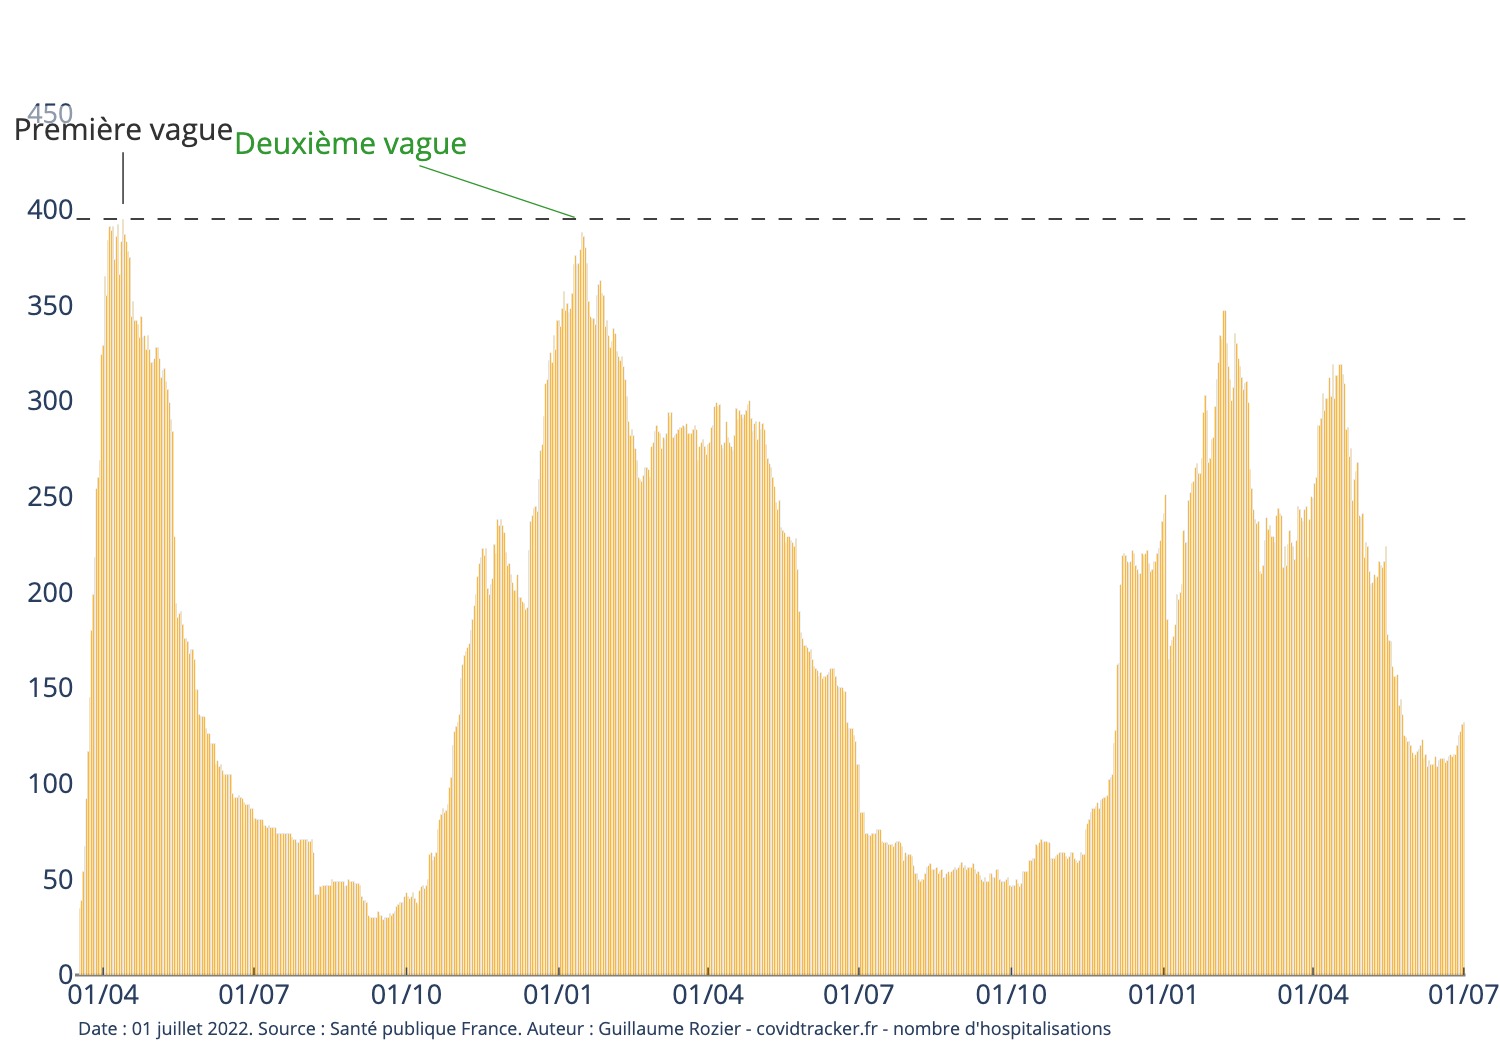 450
Première vague
Deuxième vague
400
350
300
250
200
150
100
50
0
01/04 01/07 01/10 01/01 01/04 01/07 01/10 01/01 01/04 01/07
Date : 01 juillet 2022. Source : Santé publique France. Auteur : Guillaume Rozier - covidtracker.fr - nombre d'hospitalisations